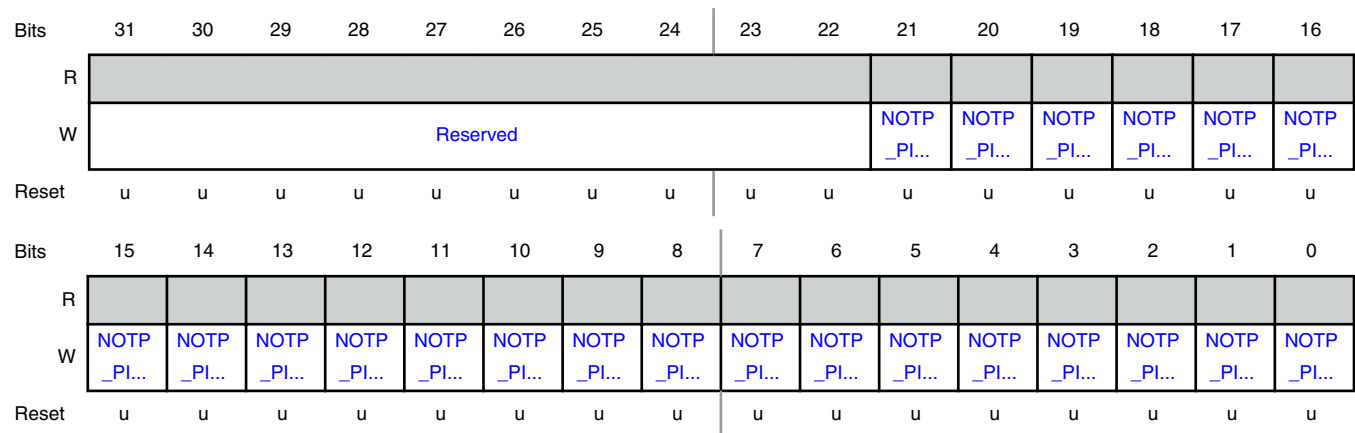 Bits 31 30 29 28 27 26 25 24 23 22 21 20 19 18 17 16
R
W Reserved NOTP _PI... NOTP _PI... NOTP _PI... NOTP _PI... NOTP _PI... NOTP _PI...
Reset u u u u u u u u u u u u u u u u
Bits 15 14 13 12 11 10 9 8 7 6 5 4 3 2 1 0
R
W NOTP _PI... NOTP _PI... NOTP _PI... NOTP _PI... NOTP _PI... NOTP _PI... NOTP _PI... NOTP _PI... NOTP _PI... NOTP _PI... NOTP _PI... NOTP _PI... NOTP _PI... NOTP _PI... NOTP _PI... NOTP _PI...
Reset u u u u u u u u u u u u u u u u